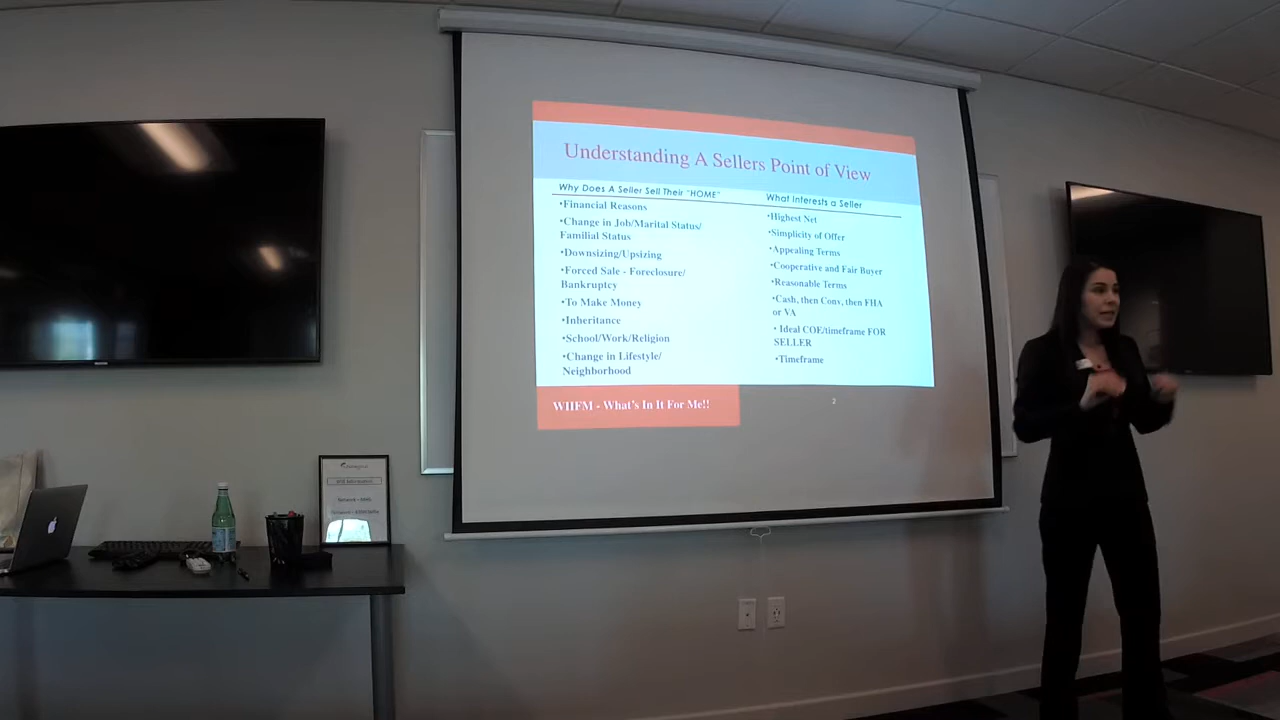 Understanding A Sellers Point of View
Why Does A Seller Sell Their "HOME"
•Financial Reasons
•Change in Job/Marital Status/
Familial Status
•Downsizing/Upsizing
•Forced Sale - Foreclosure/
Bankruptcy
•To Make Money
•Inheritance
•School/Work/Religion
•Change in Lifestyle/
Neighborhood
What Interests a Seller
•Highest Net
•Simplicity of Offer
•Appealing Terms
•Cooperative and Fair Buyer
•Reasonable Terms
•Cash, then Conv, then FHA
or VA
• Ideal COE/timeframe FOR
SELLER
•Timeframe
WIIFM - What's In It For Me!!
2